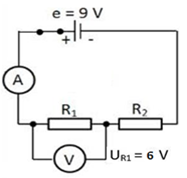 e = 9 V
+ -
A
R1 R2
V
UR1 = 6 V